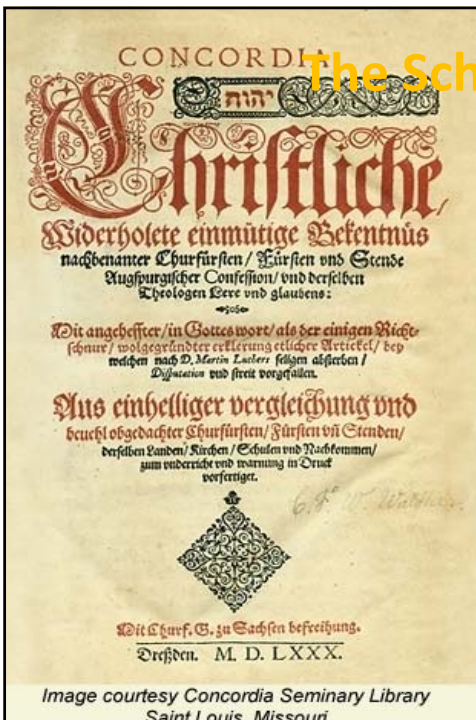 CONCORDIA
The Sch
יהוה
Christliche,
Widerholete einmütige Bekentnüs
nachbenanter Churfürsten / Fürsten vnd Stende
Augspurgischer Confession / vnd derselben
Theologen Lere vnd glaubens:
Mit angeheffter / in Gottes wort / als der einigen Richt-
schnur / wolgegründter erklerung etlicher Artickel / bey
welchen nach D. Martin Luthers seligen absterben /
Disputation vnd streit vorgefallen.
Aus einhelliger vergleichung vnd
beuehl obgedachter Churfürsten / Fürsten vñ Stenden /
derselben Landen / Kirchen / Schulen vnd Nachkommen /
zum vnderricht vnd warnung in Druck
vorfertiget.
C. F. W. Walther
Mit Churf. G. zu Sachsen befreihung.
Dreßden. M. D. LXXX.
Image courtesy Concordia Seminary Library
Saint Louis, Missouri